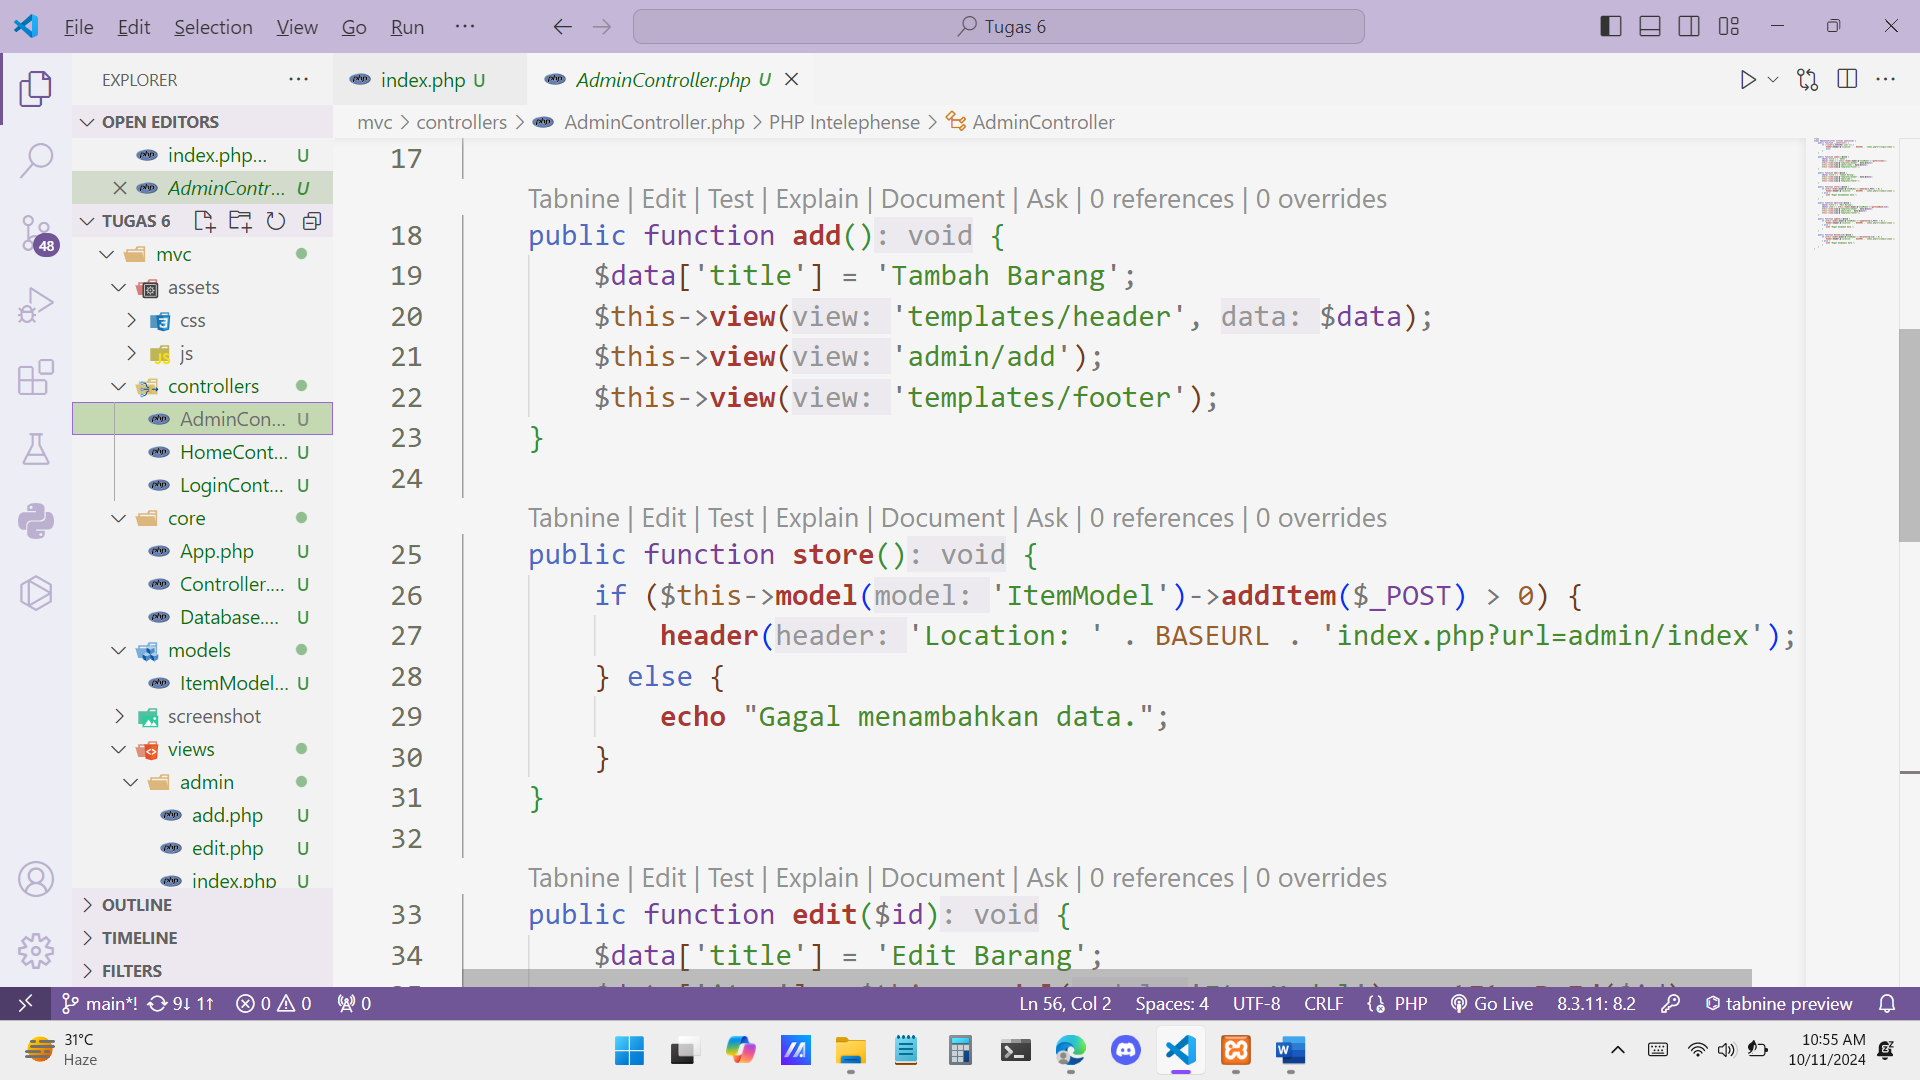 File Edit Selection View Go Run ··· Tugas 6
EXPLORER
index.php U
AdminController.php U
mvc > controllers > AdminController.php > PHP Intelephense > AdminController
OPEN EDITORS
index.php... U
AdminContr... U
TUGAS 6
mvc
assets
css
js
controllers
AdminCon... U
HomeCont... U
LoginCont... U
core
App.php U
Controller.... U
Database.... U
models
ItemModel... U
screenshot
views
admin
add.php U
edit.php U
index.php U
OUTLINE
TIMELINE
FILTERS
48
17
Tabnine | Edit | Test | Explain | Document | Ask | 0 references | 0 overrides
18 public function add(): void {
19 $data['title'] = 'Tambah Barang';
20 $this->view(view: 'templates/header', data: $data);
21 $this->view(view: 'admin/add');
22 $this->view(view: 'templates/footer');
23 }
24
Tabnine | Edit | Test | Explain | Document | Ask | 0 references | 0 overrides
25 public function store(): void {
26 if ($this->model(model: 'ItemModel')->addItem($_POST) > 0) {
27 header(header: 'Location: ' . BASEURL . 'index.php?url=admin/index');
28 } else {
29 echo "Gagal menambahkan data.";
30 }
31 }
32
Tabnine | Edit | Test | Explain | Document | Ask | 0 references | 0 overrides
33 public function edit($id): void {
34 $data['title'] = 'Edit Barang';
main*! 9↓ 1↑ 0 0 0 Ln 56, Col 2 Spaces: 4 UTF-8 CRLF PHP Go Live 8.3.11: 8.2 tabnine preview
31°C
Haze
10:55 AM
10/11/2024